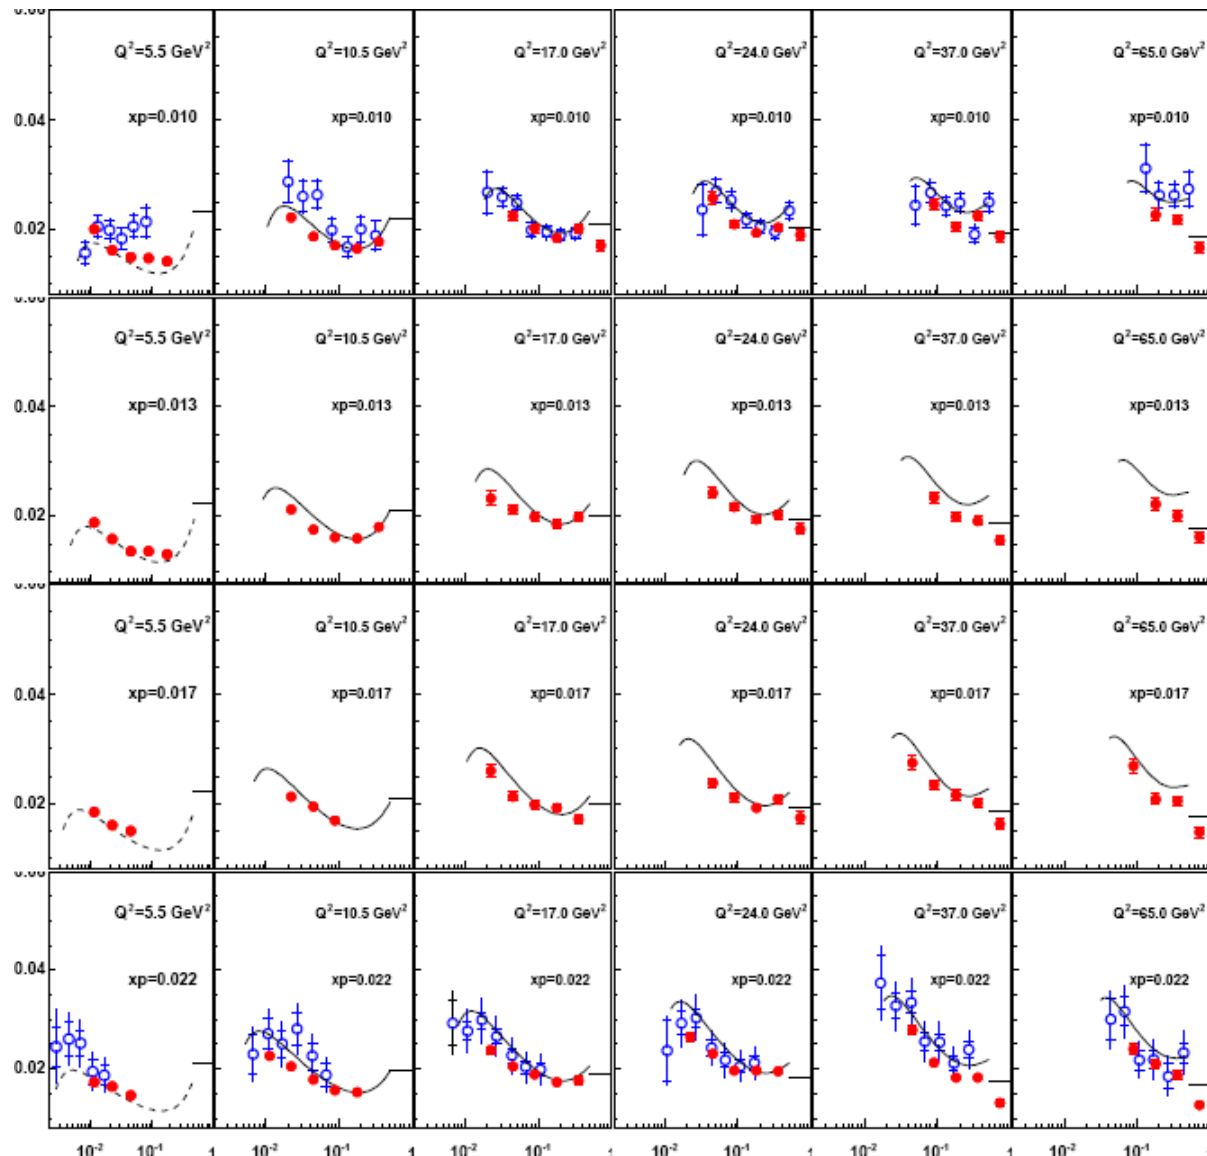 0.06
Q²=5.5 GeV² Q²=10.5 GeV² Q²=17.0 GeV² Q²=24.0 GeV² Q²=37.0 GeV² Q²=65.0 GeV²
0.04 xp=0.010 xp=0.010 xp=0.010 xp=0.010 xp=0.010 xp=0.010
0.02
0.06
Q²=5.5 GeV² Q²=10.5 GeV² Q²=17.0 GeV² Q²=24.0 GeV² Q²=37.0 GeV² Q²=65.0 GeV²
0.04 xp=0.013 xp=0.013 xp=0.013 xp=0.013 xp=0.013 xp=0.013
0.02
0.06
Q²=5.5 GeV² Q²=10.5 GeV² Q²=17.0 GeV² Q²=24.0 GeV² Q²=37.0 GeV² Q²=65.0 GeV²
0.04 xp=0.017 xp=0.017 xp=0.017 xp=0.017 xp=0.017 xp=0.017
0.02
0.06
Q²=5.5 GeV² Q²=10.5 GeV² Q²=17.0 GeV² Q²=24.0 GeV² Q²=37.0 GeV² Q²=65.0 GeV²
0.04 xp=0.022 xp=0.022 xp=0.022 xp=0.022 xp=0.022 xp=0.022
0.02
10⁻² 10⁻¹ 1 10⁻² 10⁻¹ 1 10⁻² 10⁻¹ 1 10⁻² 10⁻¹ 1 10⁻² 10⁻¹ 1 10⁻² 10⁻¹